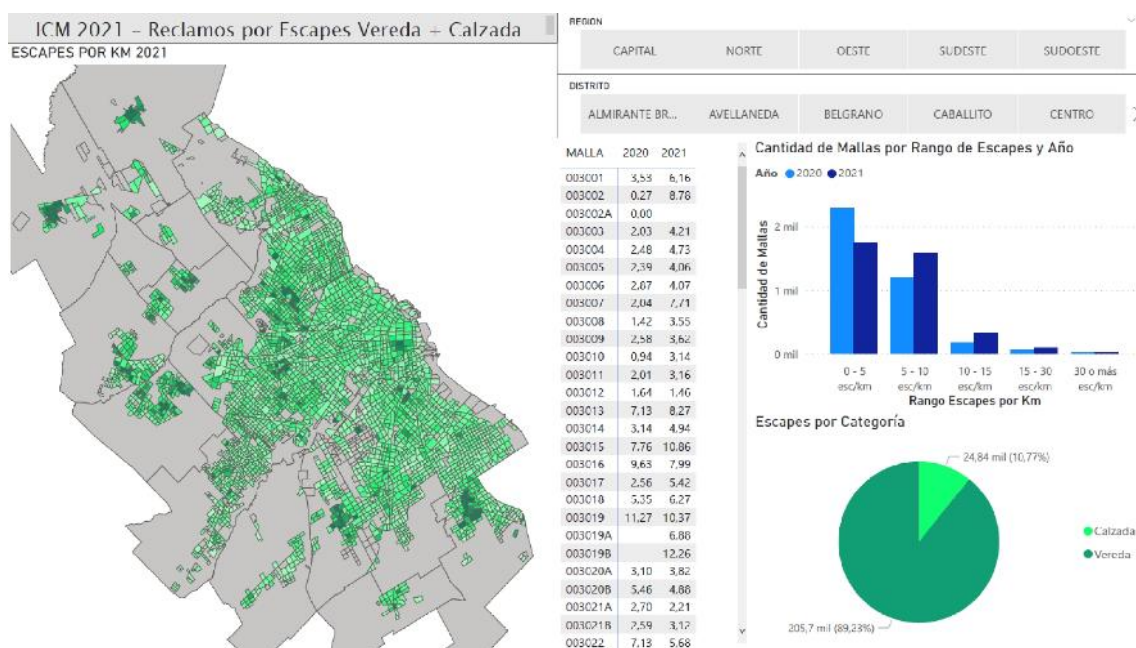 ICM 2021 – Reclamos por Escapes Vereda + Calzada
ESCAPES POR KM 2021
REGION
CAPITAL NORTE OESTE SUDESTE SUDOESTE
DISTRITO
ALMIRANTE BR... AVELLANEDA BELGRANO CABALLITO CENTRO
MALLA 2020 2021
003001 3,53 6,16
003002 0,27 8,78
003002A 0,00
003003 2,03 4,21
003004 2,48 4,73
003005 2,39 4,06
003006 2,87 4,07
003007 2,04 7,71
003008 1,42 3,55
003009 2,58 3,62
003010 0,94 3,14
003011 2,01 3,16
003012 1,64 1,46
003013 7,13 8,27
003014 3,14 4,94
003015 7,76 10,86
003016 9,63 7,99
003017 2,56 5,42
003018 5,35 6,27
003019 11,27 10,37
003019A 6,88
003019B 12,26
003020A 3,10 3,82
003020B 5,46 4,88
003021A 2,70 2,21
003021B 2,59 3,12
003022 7,13 5,68
Cantidad de Mallas por Rango de Escapes y Año
Año 2020 2021
Cantidad de Mallas
2 mil
1 mil
0 mil
0 - 5 5 - 10 10 - 15 15 - 30 30 o más
esc/km esc/km esc/km esc/km esc/km
Rango Escapes por Km
Escapes por Categoría
24,84 mil (10,77%)
Calzada
Vereda
205,7 mil (89,23%)